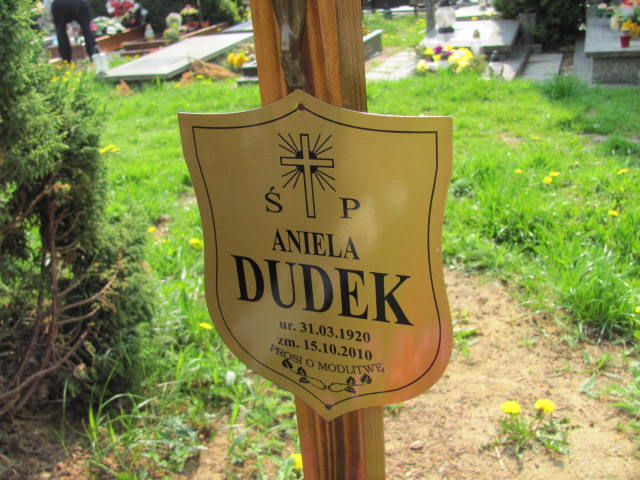 Ś P
ANIELA
DUDEK
ur. 31.03.1920
zm. 15.10.2010
PROSI O MODLITWĘ